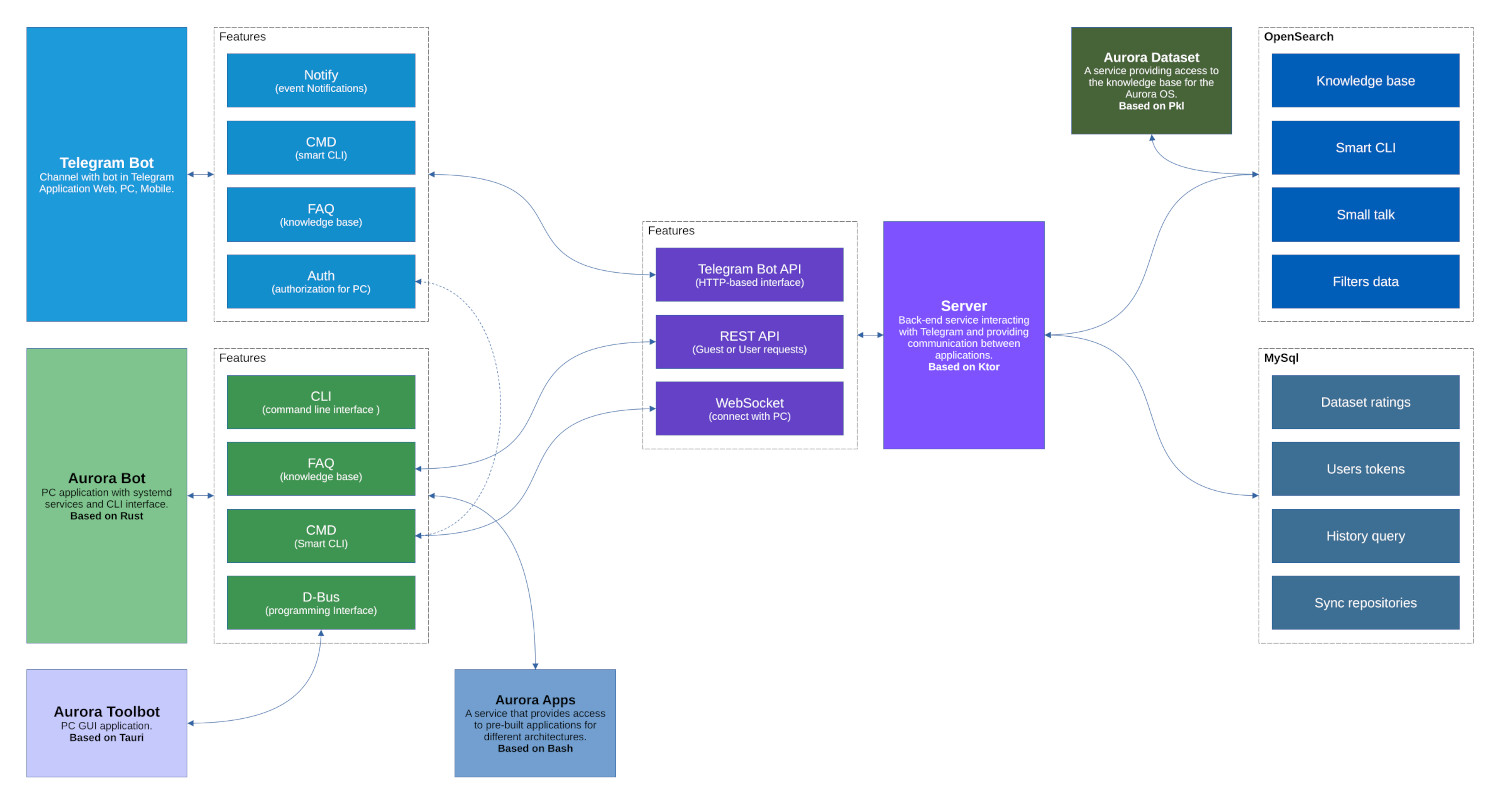 Telegram Bot
Channel with bot in Telegram
Application Web, PC, Mobile.
Features
Notify
(event Notifications)
CMD
(smart CLI)
FAQ
(knowledge base)
Auth
(authorization for PC)
Aurora Bot
PC application with systemd
services and CLI interface.
Based on Rust
Features
CLI
(command line interface )
FAQ
(knowledge base)
CMD
(Smart CLI)
D-Bus
(programming Interface)
Aurora Toolbot
PC GUI application.
Based on Tauri
Aurora Apps
A service that provides access
to pre-built applications for
different architectures.
Based on Bash
Features
Telegram Bot API
(HTTP-based interface)
REST API
(Guest or User requests)
WebSocket
(connect with PC)
Server
Back-end service interacting
with Telegram and providing
communication between
applications.
Based on Ktor
Aurora Dataset
A service providing access to
the knowledge base for the
Aurora OS.
Based on Pkl
OpenSearch
Knowledge base
Smart CLI
Small talk
Filters data
MySql
Dataset ratings
Users tokens
History query
Sync repositories